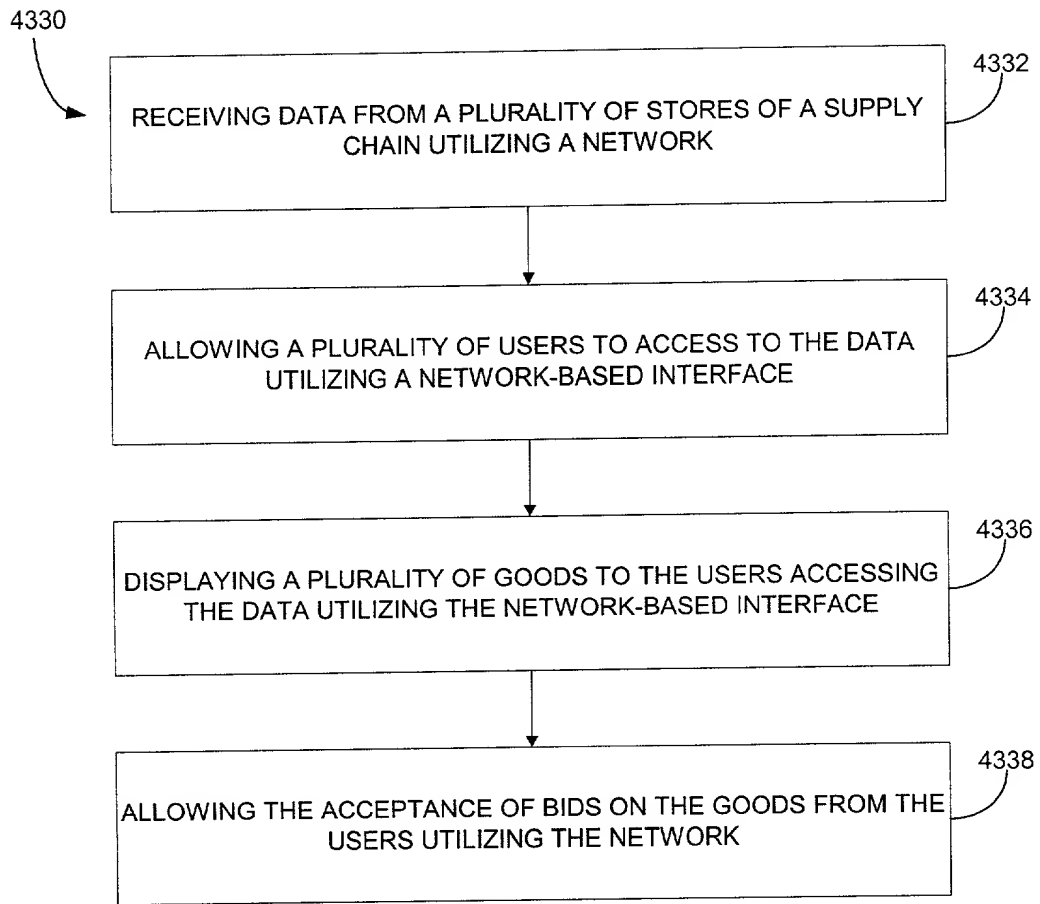 4330
4332
RECEIVING DATA FROM A PLURALITY OF STORES OF A SUPPLY
CHAIN UTILIZING A NETWORK
4334
ALLOWING A PLURALITY OF USERS TO ACCESS TO THE DATA
UTILIZING A NETWORK-BASED INTERFACE
4336
DISPLAYING A PLURALITY OF GOODS TO THE USERS ACCESSING
THE DATA UTILIZING THE NETWORK-BASED INTERFACE
4338
ALLOWING THE ACCEPTANCE OF BIDS ON THE GOODS FROM THE
USERS UTILIZING THE NETWORK